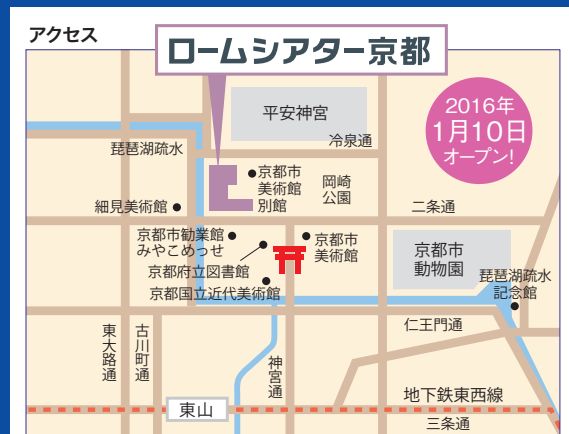 アクセス
ロームシアター京都
2016年
1月10日
オープン!
平安神宮
冷泉通
琵琶湖疏水
京都市
美術館
別館
岡崎
公園
細見美術館
二条通
京都市勧業館
みやこめっせ
京都市
美術館
京都府立図書館
京都国立近代美術館
京都市
動物園
琵琶湖疏水
記念館
仁王門通
東大路通
古川町通
神宮通
地下鉄東西線
東山
三条通